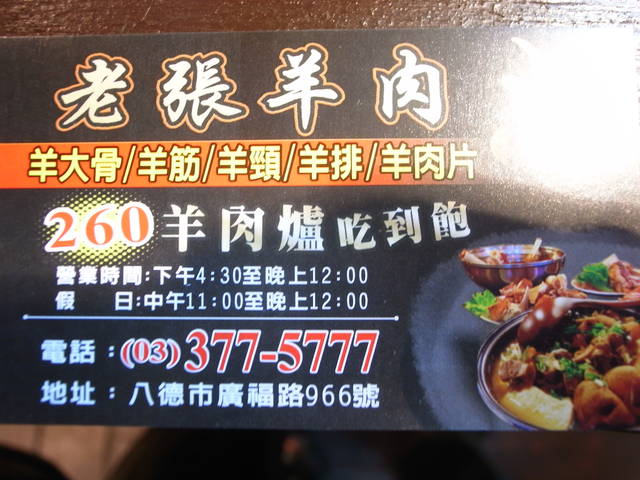 老張羊肉
羊大骨/羊筋/羊頸/羊排/羊肉片
260羊肉爐吃到飽
營業時間:下午4:30至晚上12:00
假 日:中午11:00至晚上12:00
電話:(03)377-5777
地址:八德市廣福路966號